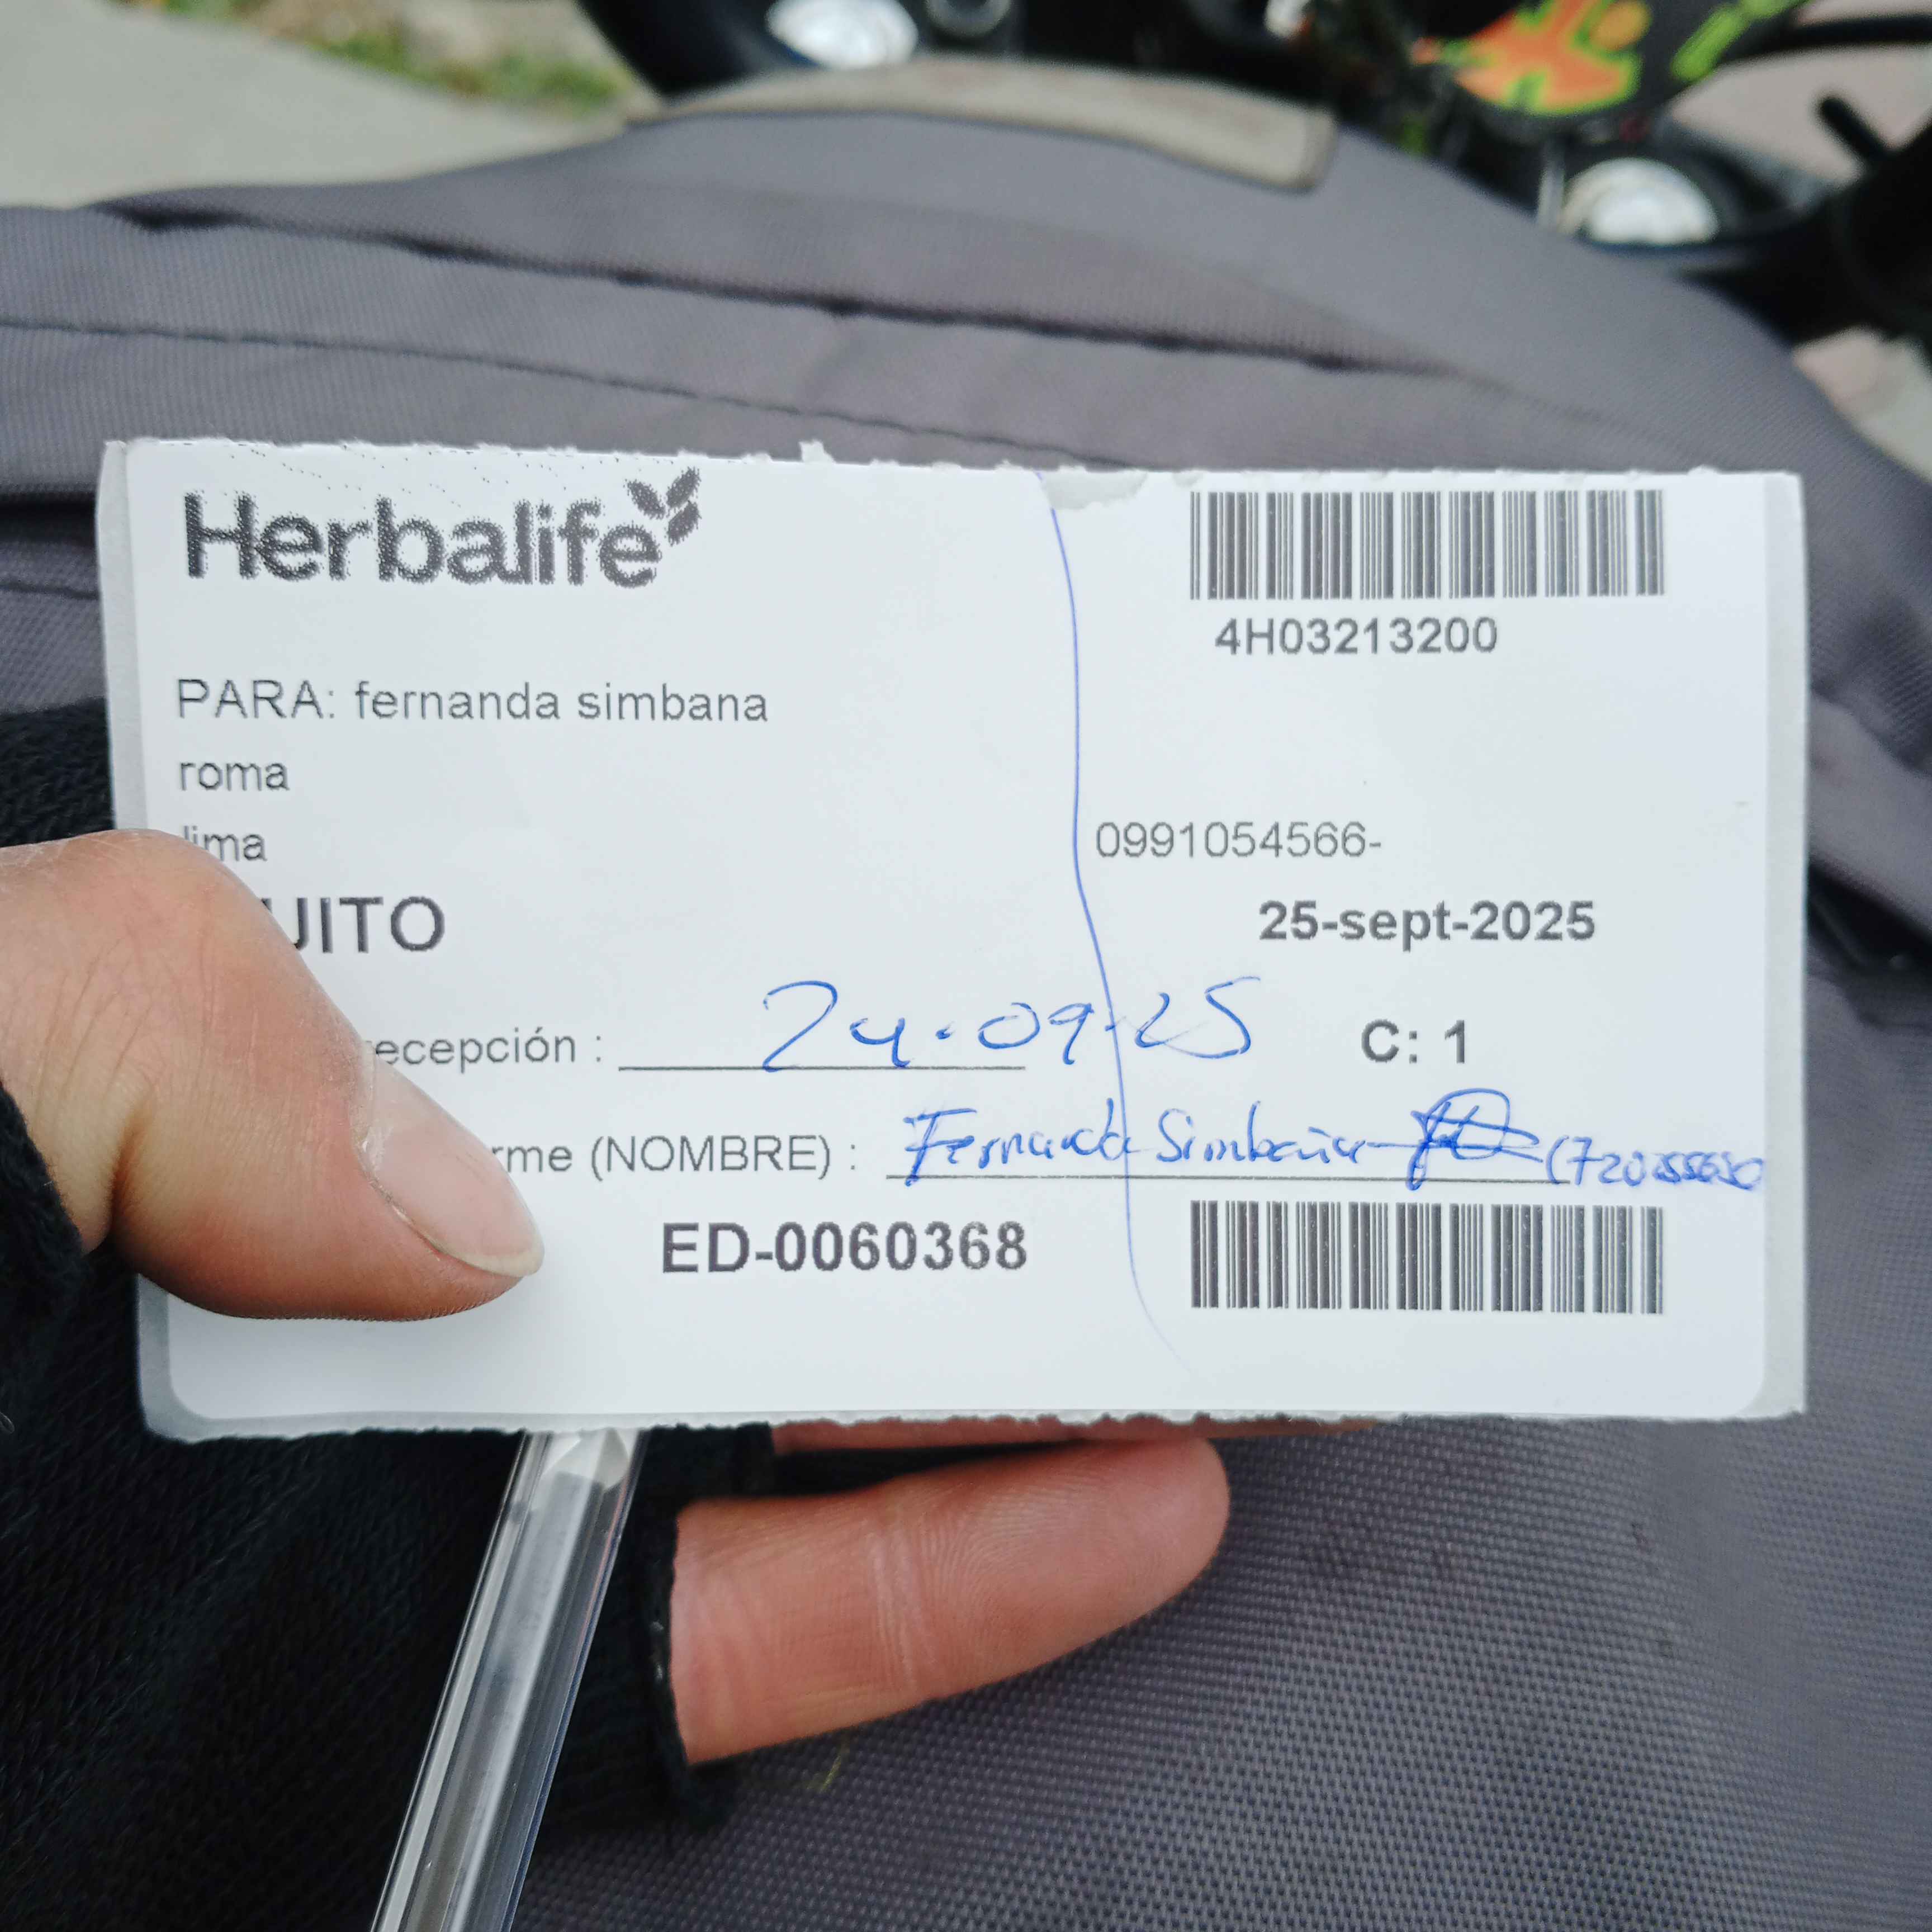 Herbalife
4H03213200
PARA: fernanda simbana
roma
lima
0991054566-
UITO
25-sept-2025
ecepción : 24.09.25
C: 1
rme (NOMBRE) : Fernanda Simbaña
ED-0060368